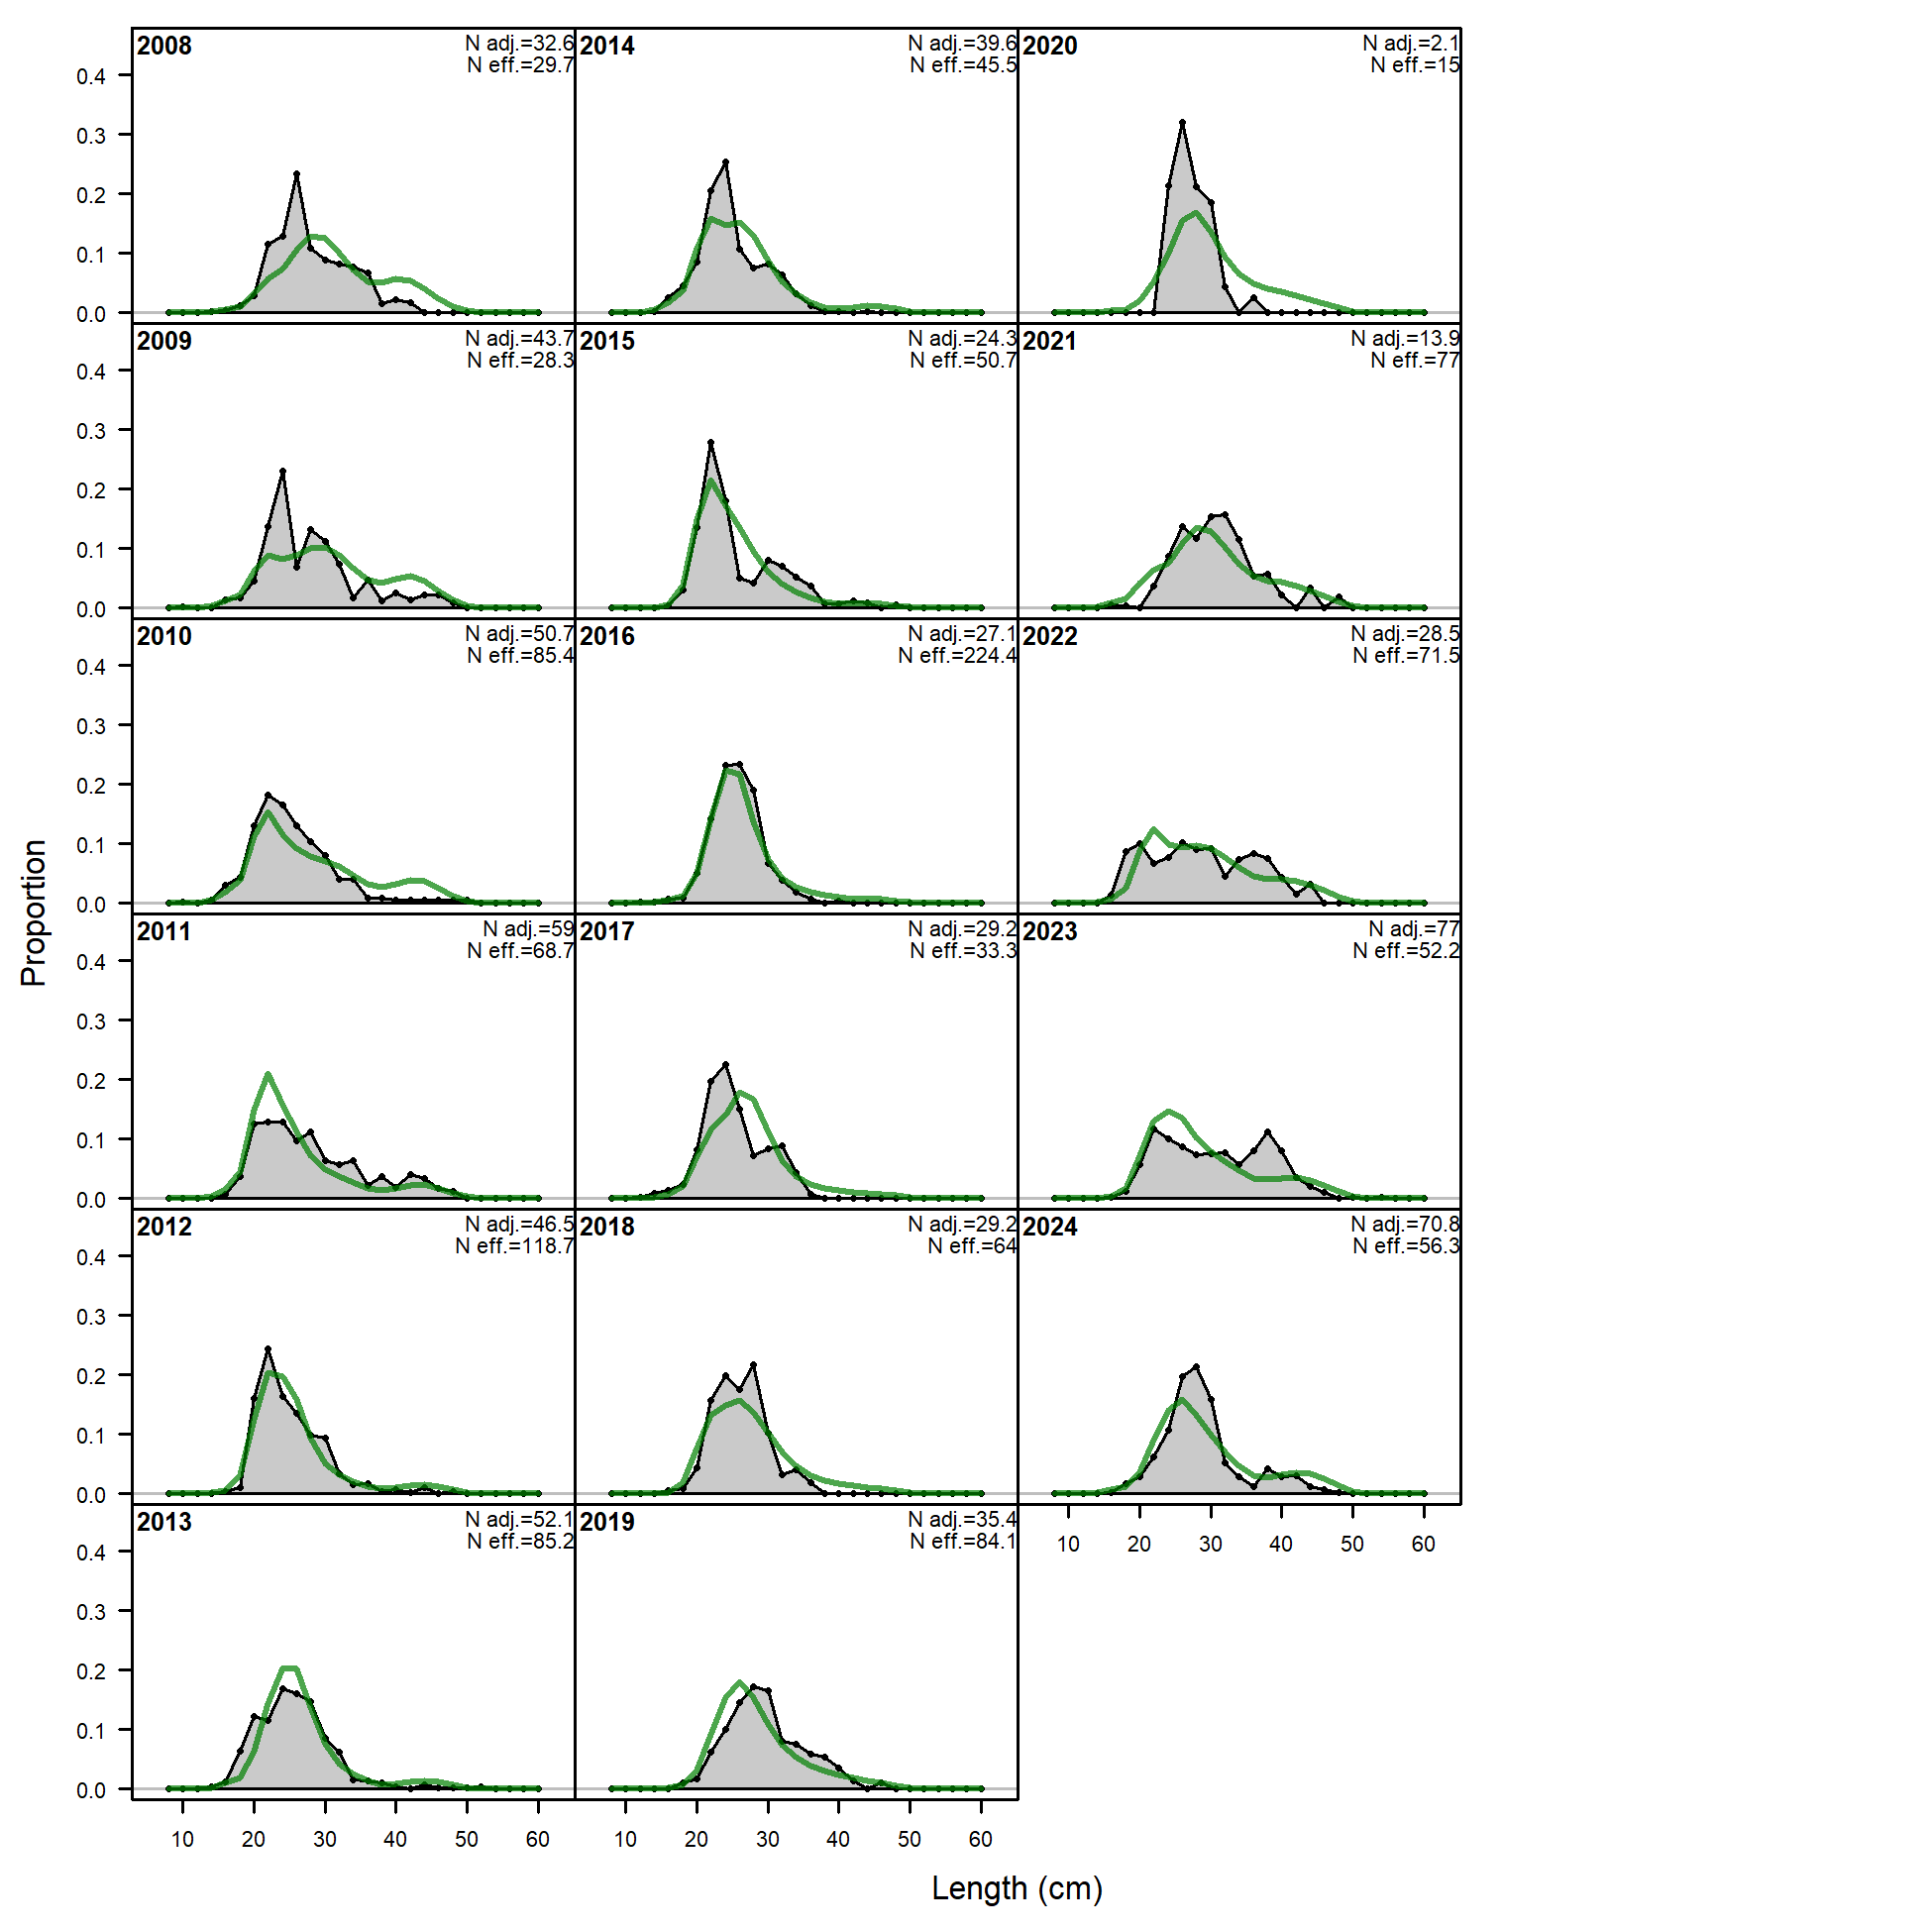 2008
N adj.=32.6
N eff.=29.7
2014
N adj.=39.6
N eff.=45.5
2020
N adj.=2.1
N eff.=15
0.4
0.3
0.2
0.1
0.0
2009
N adj.=43.7
N eff.=28.3
2015
N adj.=24.3
N eff.=50.7
2021
N adj.=13.9
N eff.=77
0.4
0.3
0.2
0.1
0.0
2010
N adj.=50.7
N eff.=85.4
2016
N adj.=27.1
N eff.=224.4
2022
N adj.=28.5
N eff.=71.5
0.4
0.3
0.2
0.1
0.0
Proportion
2011
N adj.=59
N eff.=68.7
2017
N adj.=29.2
N eff.=33.3
2023
N adj.=77
N eff.=52.2
0.4
0.3
0.2
0.1
0.0
2012
N adj.=46.5
N eff.=118.7
2018
N adj.=29.2
N eff.=64
2024
N adj.=70.8
N eff.=56.3
0.4
0.3
0.2
0.1
0.0
2013
N adj.=52.1
N eff.=85.2
2019
N adj.=35.4
N eff.=84.1
10 20 30 40 50 60
0.4
0.3
0.2
0.1
0.0
10 20 30 40 50 60
10 20 30 40 50 60
Length (cm)